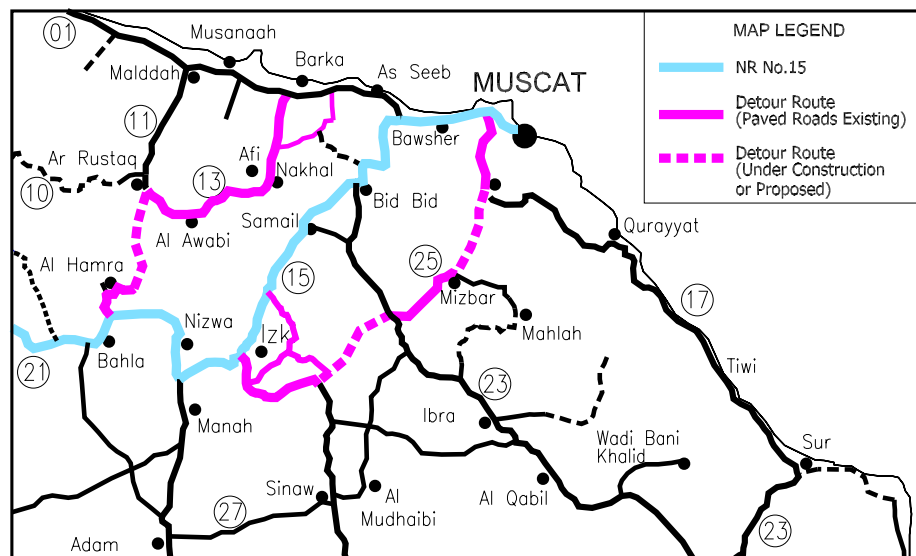 01
Musanaah
Malddah
Barka
As Seeb
MUSCAT
MAP LEGEND
NR No.15
Detour Route
(Paved Roads Existing)
Detour Route
(Under Construction
or Proposed)
11
Bawsher
Ar Rustaq
10
Afi
13
Nakhal
Bid Bid
Al Awabi
Samail
Qurayyat
Al Hamra
15
25
Mizbar
17
Mahlah
Nizwa
Izk
21
Bahla
Tiwi
23
Manah
Ibra
Wadi Bani
Khalid
Sur
Sinaw
Al
Mudhaibi
Al Qabil
27
23
Adam